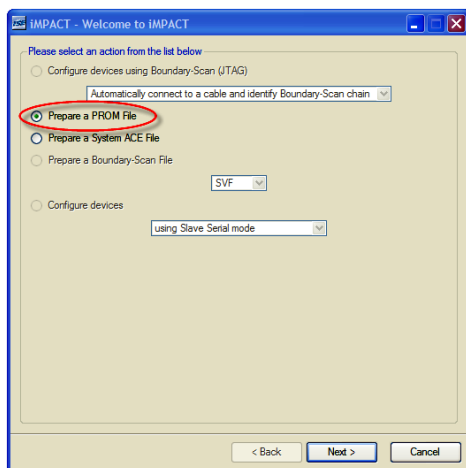 iMPACT - Welcome to iMPACT
Please select an action from the list below
Configure devices using Boundary-Scan (JTAG)
Automatically connect to a cable and identify Boundary-Scan chain
Prepare a PROM File
Prepare a System ACE File
Prepare a Boundary-Scan File
SVF
Configure devices
using Slave Serial mode
< Back Next > Cancel